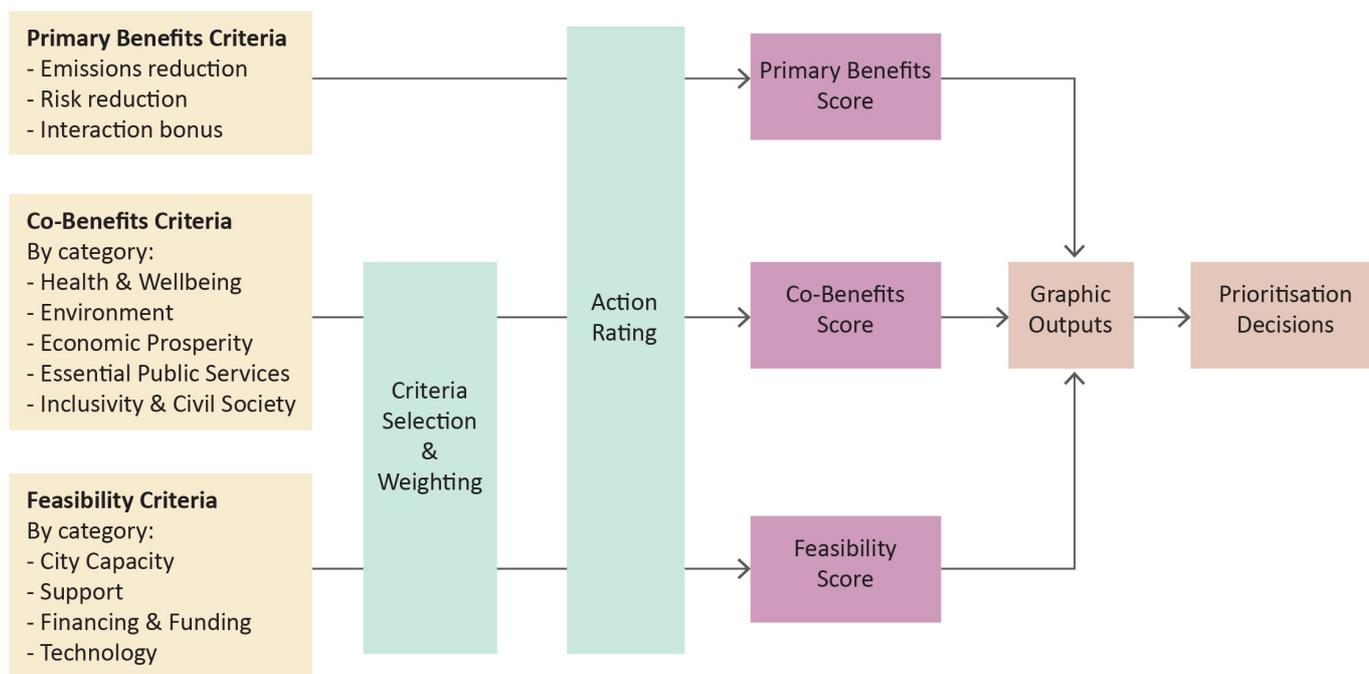 Primary Benefits Criteria
- Emissions reduction
- Risk reduction
- Interaction bonus
Co-Benefits Criteria
By category:
- Health & Wellbeing
- Environment
- Economic Prosperity
- Essential Public Services
- Inclusivity & Civil Society
Feasibility Criteria
By category:
- City Capacity
- Support
- Financing & Funding
- Technology
Criteria
Selection
&
Weighting
Action
Rating
Primary Benefits
Score
Co-Benefits
Score
Feasibility
Score
Graphic
Outputs
Prioritisation
Decisions